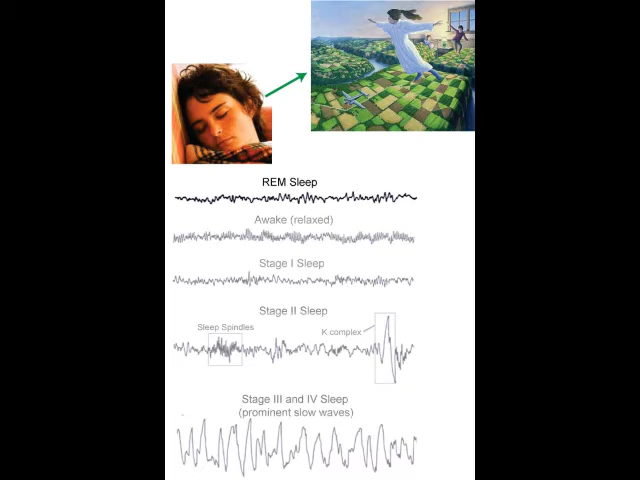 REM Sleep
Awake (relaxed)
Stage I Sleep
Stage II Sleep
Sleep Spindles
K complex
Stage III and IV Sleep
(prominent slow waves)